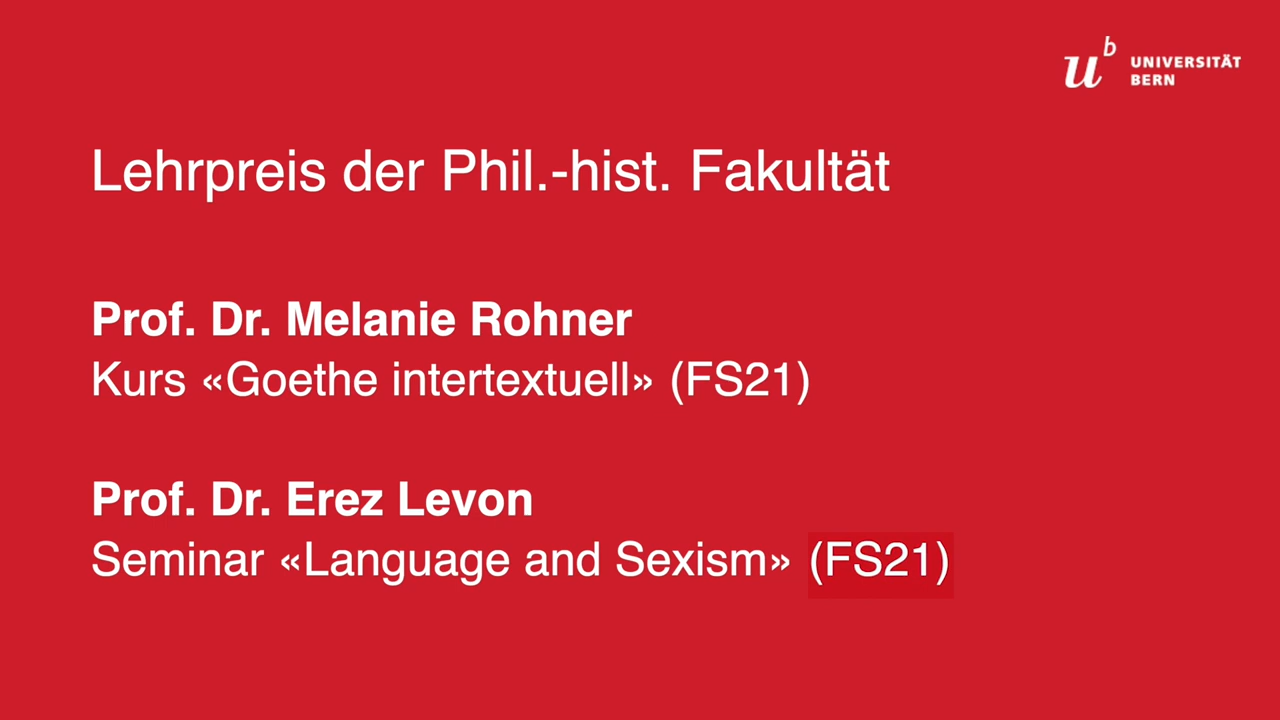 u^b UNIVERSITÄT
BERN
Lehrpreis der Phil.-hist. Fakultät
Prof. Dr. Melanie Rohner
Kurs «Goethe intertextuell» (FS21)
Prof. Dr. Erez Levon
Seminar «Language and Sexism» (FS21)